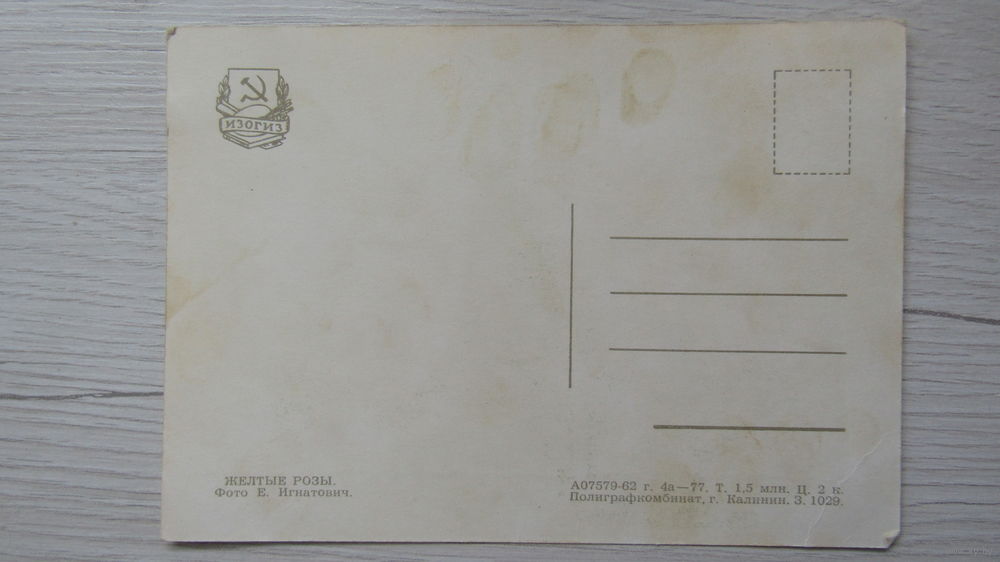 ИЗОГИЗ
ЖЕЛТЫЕ РОЗЫ.
Фото Е. Игнатович.
А07579-62 г. 4а—77. Т. 1,5 млн. Ц. 2 к.
Полиграфкомбинат, г. Калинин. З. 1029.